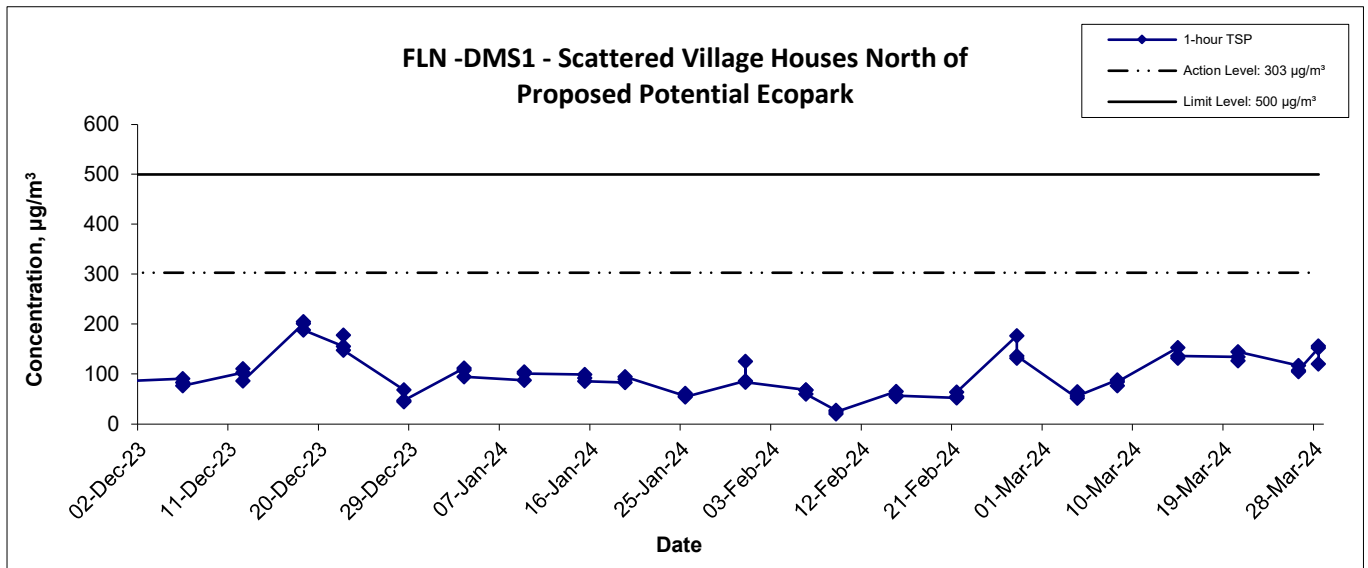 FLN -DMS1 - Scattered Village Houses North of
Proposed Potential Ecopark
1-hour TSP
Action Level: 303 µg/m³
Limit Level: 500 µg/m³
Concentration, µg/m³
600
500
400
300
200
100
0
02-Dec-23
11-Dec-23
20-Dec-23
29-Dec-23
07-Jan-24
16-Jan-24
25-Jan-24
03-Feb-24
12-Feb-24
21-Feb-24
01-Mar-24
10-Mar-24
19-Mar-24
28-Mar-24
Date